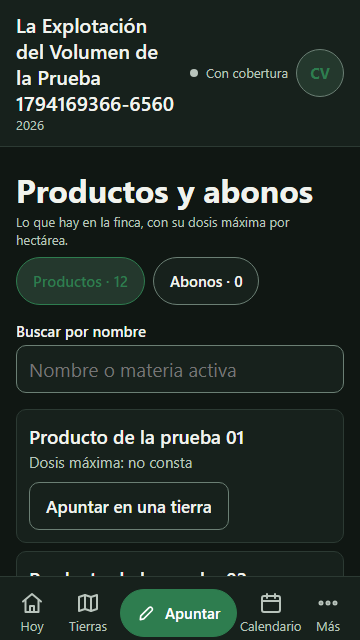 La Explotación
del Volumen de
la Prueba
1794169366-6560
2026
Con cobertura
CV
Productos y abonos
Lo que hay en la finca, con su dosis máxima por
hectárea.
Productos · 12
Abonos · 0
Buscar por nombre
Nombre o materia activa
Producto de la prueba 01
Dosis máxima: no consta
Apuntar en una tierra
Hoy
Tierras
Apuntar
Calendario
Más